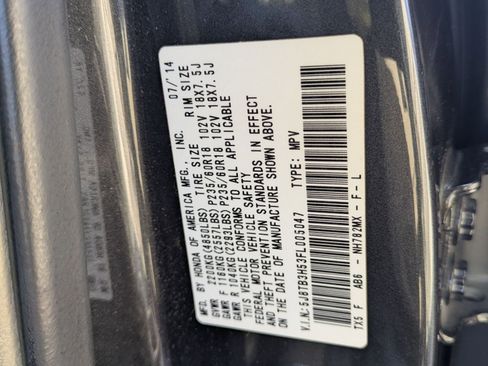 MFD. BY HONDA OF AMERICA MFG., INC. 07/'14
TIRE SIZE RIM SIZE
GVWR 2200KG(4850LBS)
GAWR F 1160KG(2557LBS) P235/60R18 102V 18X7.5J
GAWR R 1040KG(2293LBS) P235/60R18 102V 18X7.5J
THIS VEHICLE CONFORMS TO ALL APPLICABLE
FEDERAL MOTOR VEHICLE SAFETY
AND THEFT PREVENTION STANDARDS IN EFFECT
ON THE DATE OF MANUFACTURE SHOWN ABOVE.
V.I.N:5J8TB3H53FL005047 TYPE: MPV
TX5 F AB6 - NH782MX - F - L